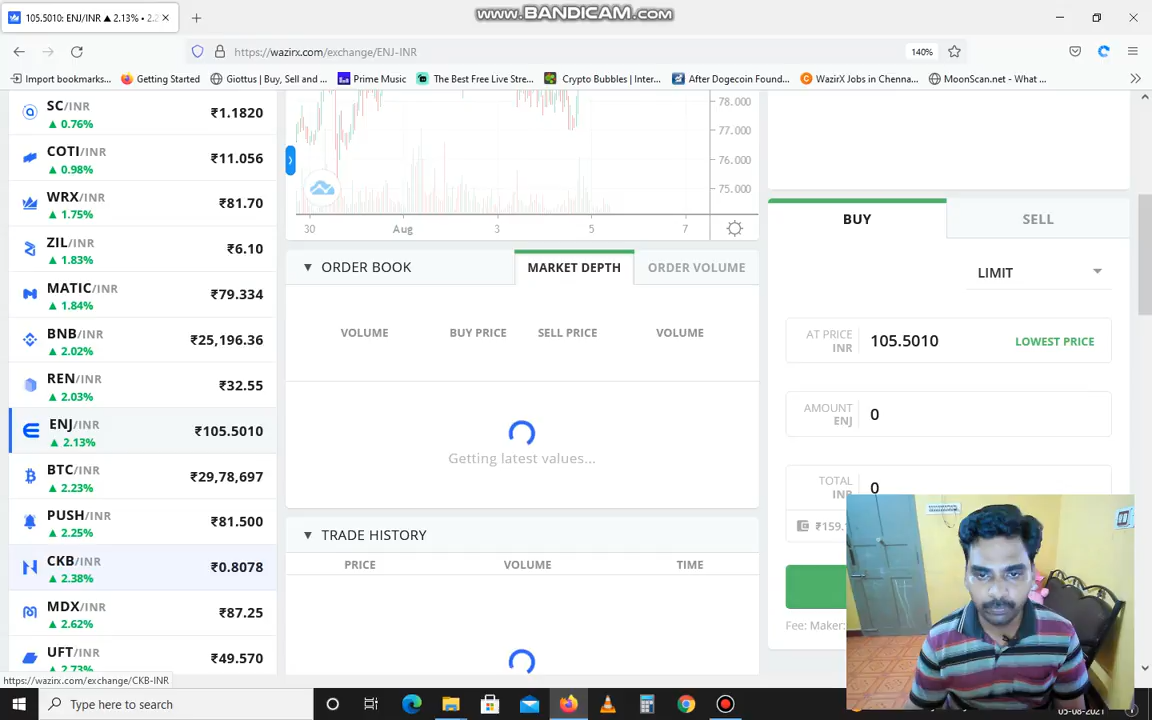 www.BANDICAM.com
105.5010: ENJ/INR ▲ 2.13% •
https://wazirx.com/exchange/ENJ-INR
140%
Import bookmarks...
Getting Started
Giottus | Buy, Sell and ...
Prime Music
The Best Free Live Stre...
Crypto Bubbles | Inter...
After Dogecoin Foun...
WazirX Jobs in Chenna...
MoonScan.net - What ...
SC/INR ₹1.1820
▲ 0.76%
COTI/INR ₹11.056
▲ 0.98%
WRX/INR ₹81.70
▲ 1.75%
ZIL/INR ₹6.10
▲ 1.83%
MATIC/INR ₹79.334
▲ 1.84%
BNB/INR ₹25,196.36
▲ 2.02%
REN/INR ₹32.55
▲ 2.03%
ENJ/INR ₹105.5010
▲ 2.13%
BTC/INR ₹29,78,697
▲ 2.23%
PUSH/INR ₹81.500
▲ 2.25%
CKB/INR ₹0.8078
▲ 2.38%
MDX/INR ₹87.25
▲ 2.62%
UFT/INR ₹49.570
▲ 2.73%
https://wazirx.com/exchange/CKB-INR
78.000
77.000
76.000
75.000
30 Aug 3 5 7
▼ ORDER BOOK MARKET DEPTH ORDER VOLUME
VOLUME BUY PRICE SELL PRICE VOLUME
Getting latest values...
▼ TRADE HISTORY
PRICE VOLUME TIME
BUY SELL
LIMIT
AT PRICE INR 105.5010 LOWEST PRICE
AMOUNT ENJ 0
TOTAL INR 0
₹159.
Fee: Maker:
Type here to search
05-08-2021